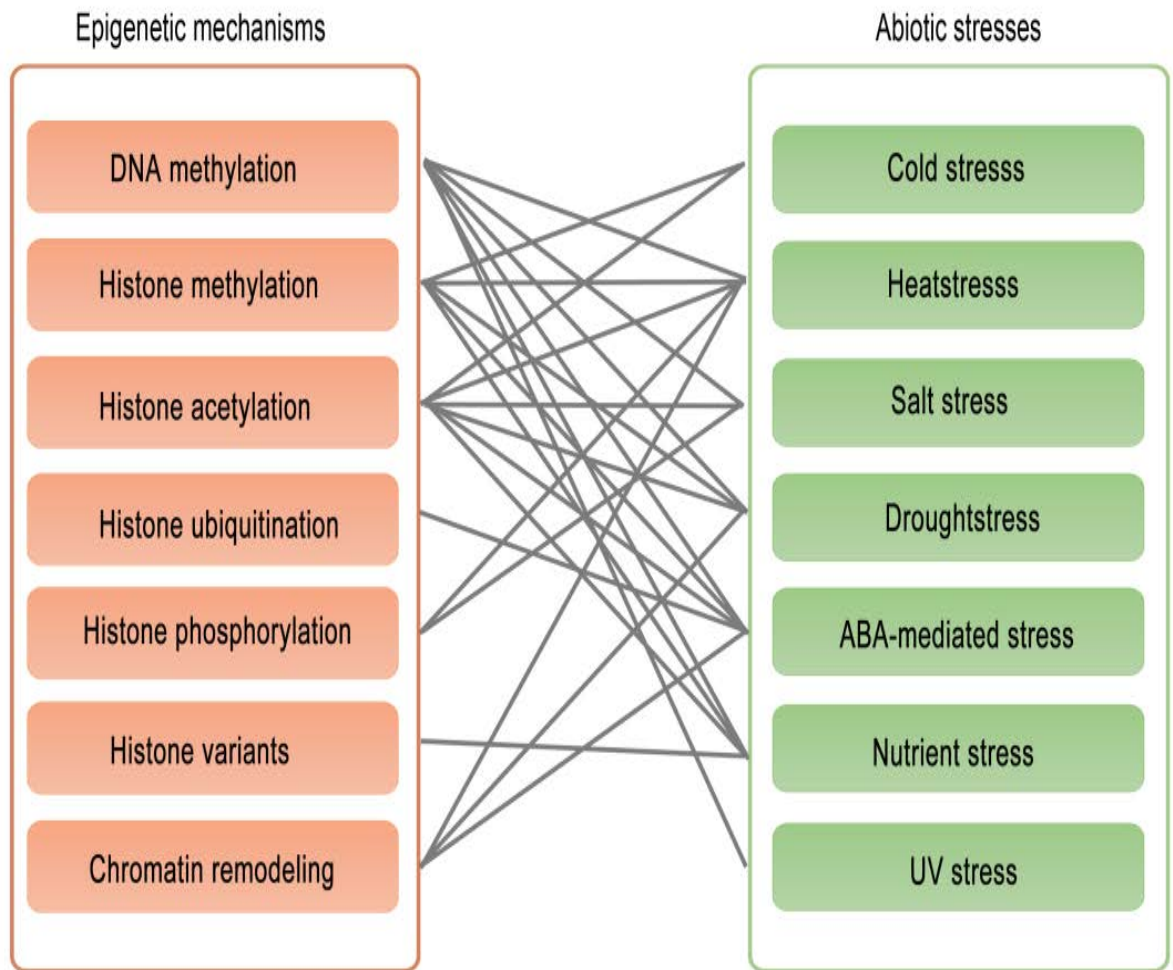 Epigenetic mechanisms
DNA methylation
Histone methylation
Histone acetylation
Histone ubiquitination
Histone phosphorylation
Histone variants
Chromatin remodeling
Abiotic stresses
Cold stresss
Heatstresss
Salt stress
Droughtstress
ABA-mediated stress
Nutrient stress
UV stress